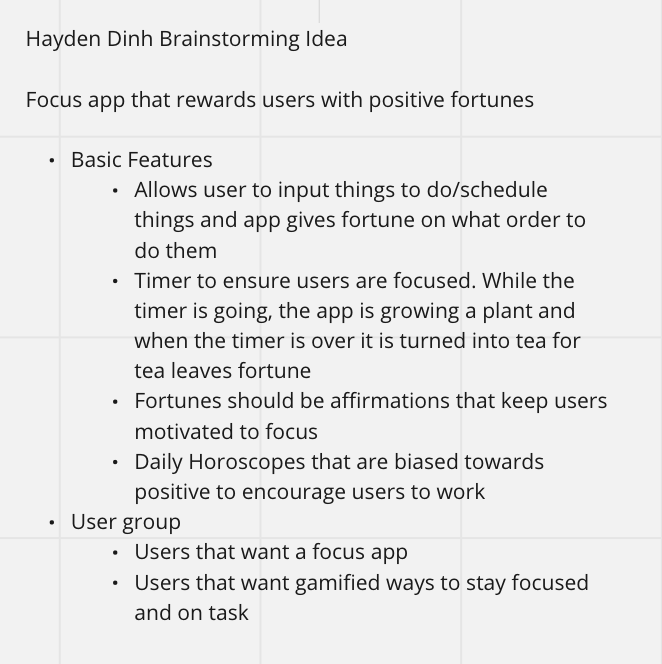 Hayden Dinh Brainstorming Idea
Focus app that rewards users with positive fortunes
• Basic Features
• Allows user to input things to do/schedule
things and app gives fortune on what order to
do them
• Timer to ensure users are focused. While the
timer is going, the app is growing a plant and
when the timer is over it is turned into tea for
tea leaves fortune
• Fortunes should be affirmations that keep users
motivated to focus
• Daily Horoscopes that are biased towards
positive to encourage users to work
• User group
• Users that want a focus app
• Users that want gamified ways to stay focused
and on task